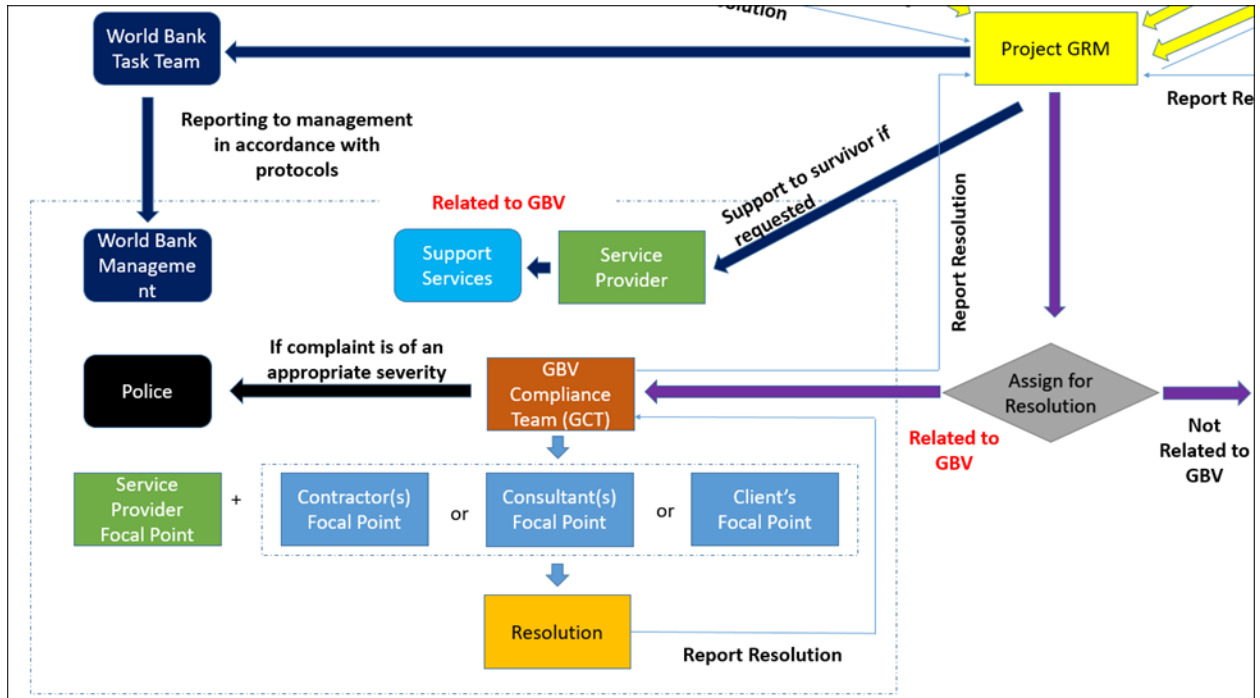 olution
World Bank
Task Team
Project GRM
Report Re
Reporting to management
in accordance with
protocols
Support to survivor if
requested
Related to GBV
World Bank
Manageme
nt
Support
Services
Service
Provider
Report Resolution
If complaint is of an
appropriate severity
Police
GBV
Compliance
Team (GCT)
Assign for
Resolution
Related to
GBV
Not
Related to
GBV
Service
Provider
Focal Point
+
Contractor(s)
Focal Point
or
Consultant(s)
Focal Point
or
Client's
Focal Point
Resolution
Report Resolution